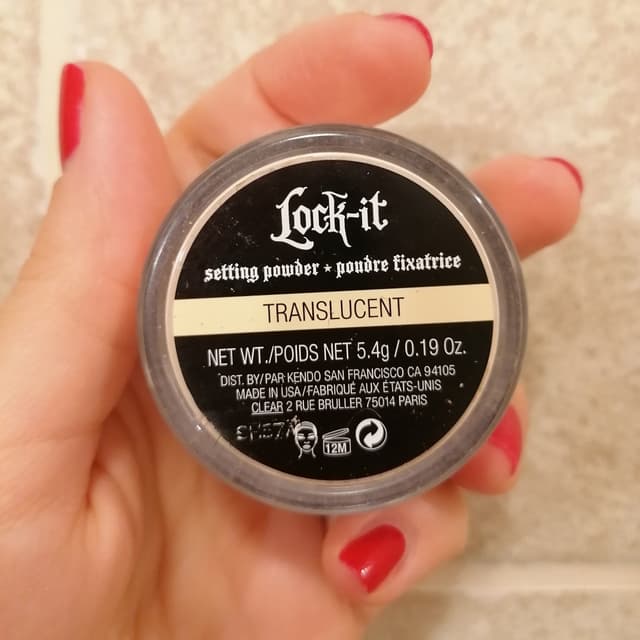 Lock-it
setting powder ★ poudre fixatrice
TRANSLUCENT
NET WT./POIDS NET 5.4g / 0.19 Oz.
DIST. BY/PAR KENDO SAN FRANCISCO CA 94105
MADE IN USA/FABRIQUÉ AUX ÉTATS-UNIS
CLEAR 2 RUE BRULLER 75014 PARIS
12M